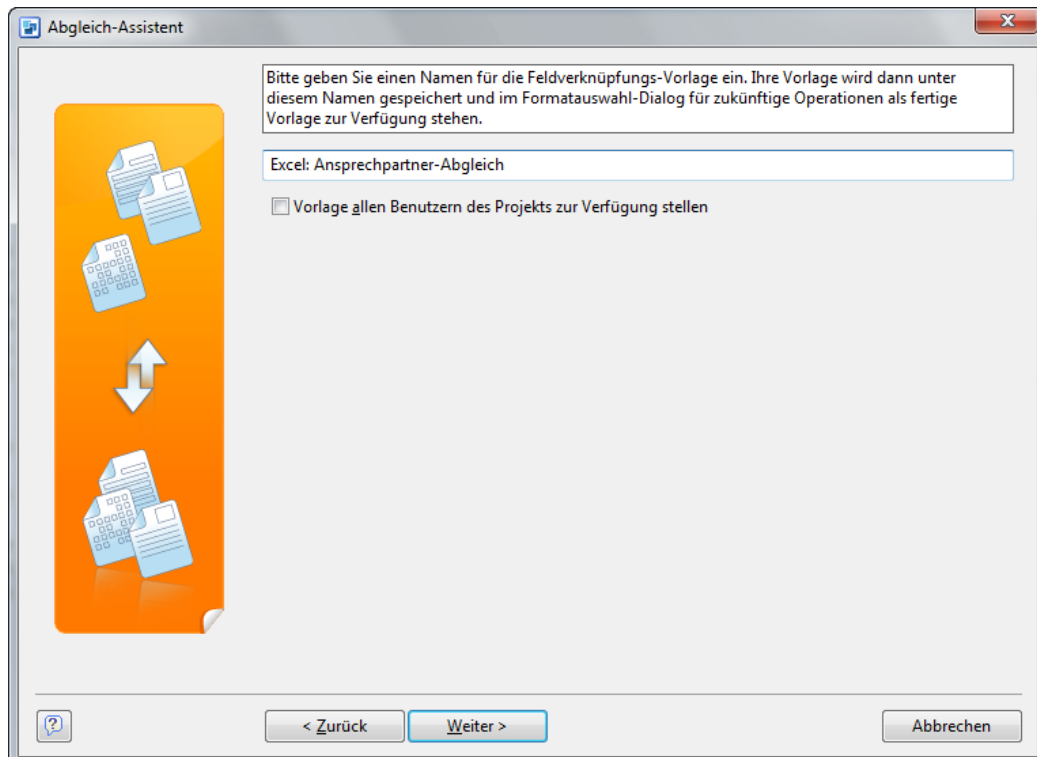 Abgleich-Assistent
Bitte geben Sie einen Namen für die Feldverknüpfungs-Vorlage ein. Ihre Vorlage wird dann unter
diesem Namen gespeichert und im Formatauswahl-Dialog für zukünftige Operationen als fertige
Vorlage zur Verfügung stehen.
Excel: Ansprechpartner-Abgleich
Vorlage allen Benutzern des Projekts zur Verfügung stellen
< Zurück
Weiter >
Abbrechen